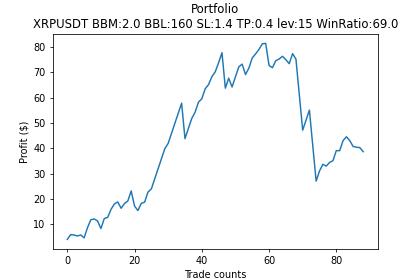 Portfolio
XRPUSDT BBM:2.0 BBL:160 SL:1.4 TP:0.4 lev:15 WinRatio:69.0
Profit ($)
80
70
60
50
40
30
20
10
0 20 40 60 80
Trade counts